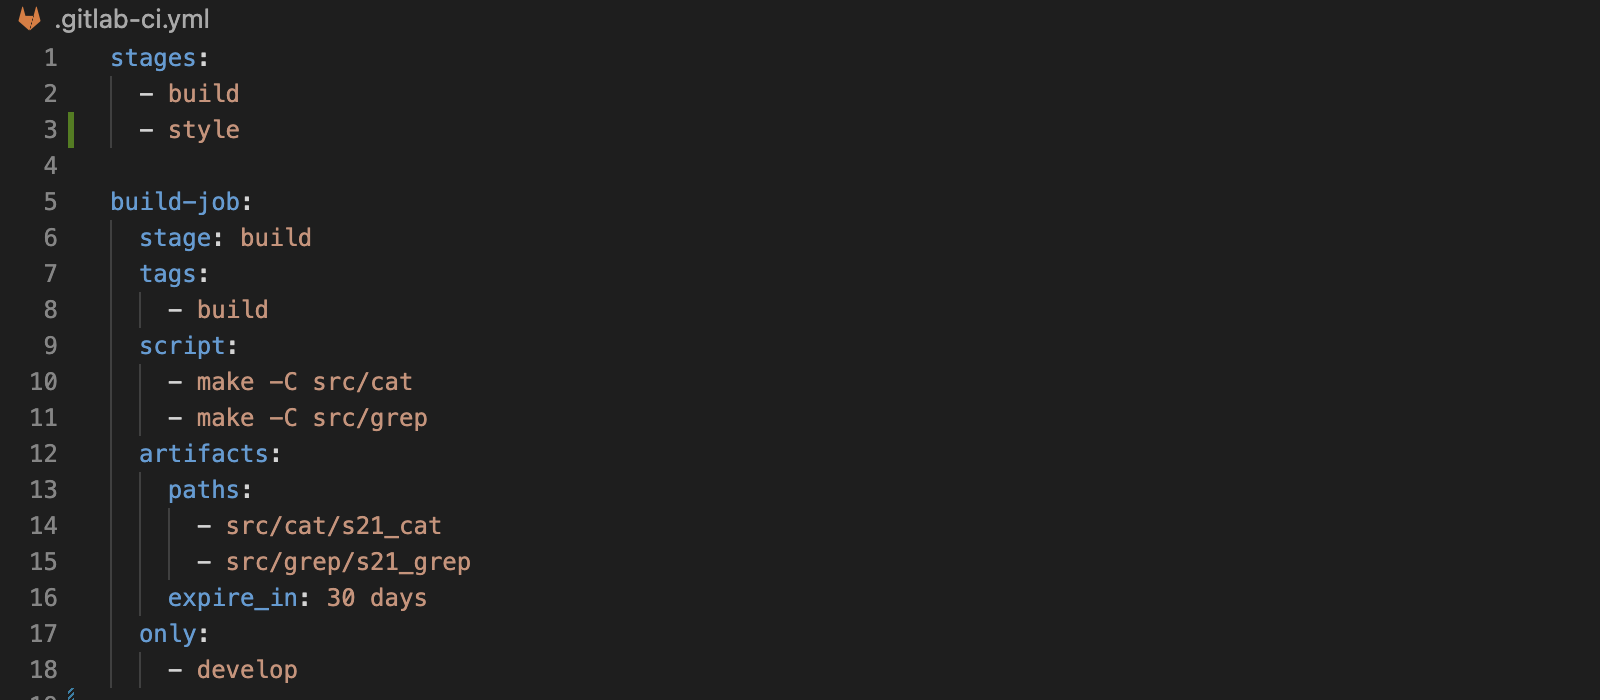 .gitlab-ci.yml
1 stages:
2 - build
3 - style
4
5 build-job:
6 stage: build
7 tags:
8 - build
9 script:
10 - make -C src/cat
11 - make -C src/grep
12 artifacts:
13 paths:
14 - src/cat/s21_cat
15 - src/grep/s21_grep
16 expire_in: 30 days
17 only:
18 - develop